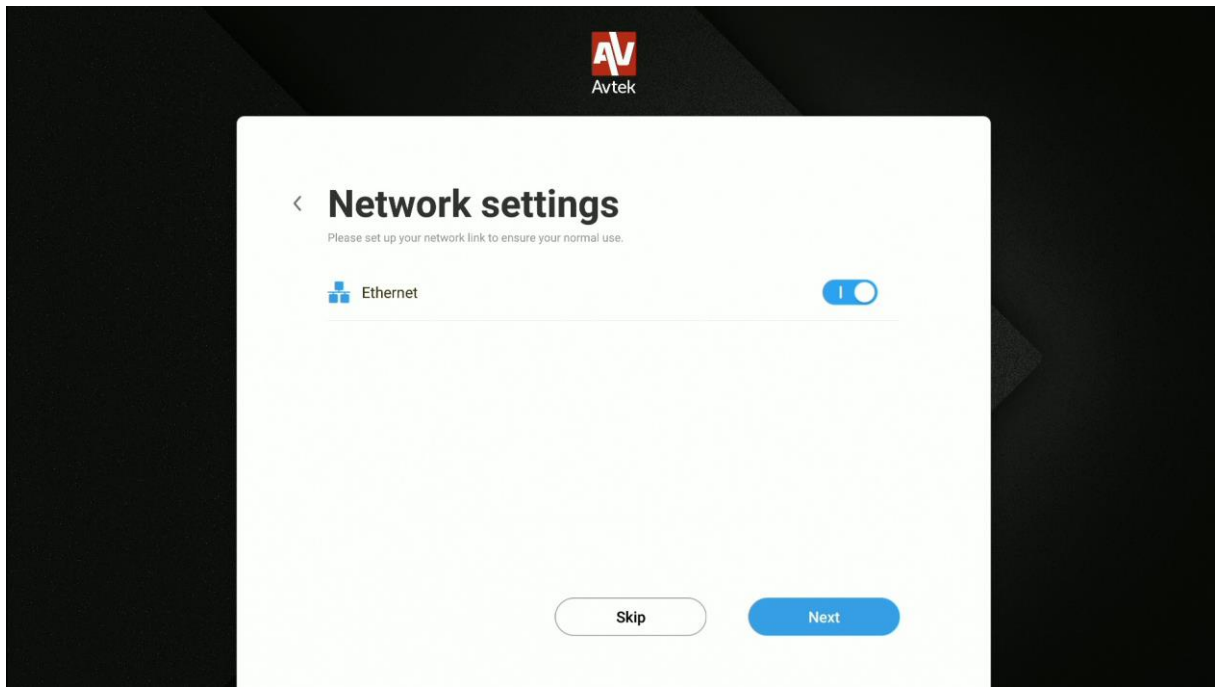 AV
Avtek
Network settings
Please set up your network link to ensure your normal use.
Ethernet
Skip
Next